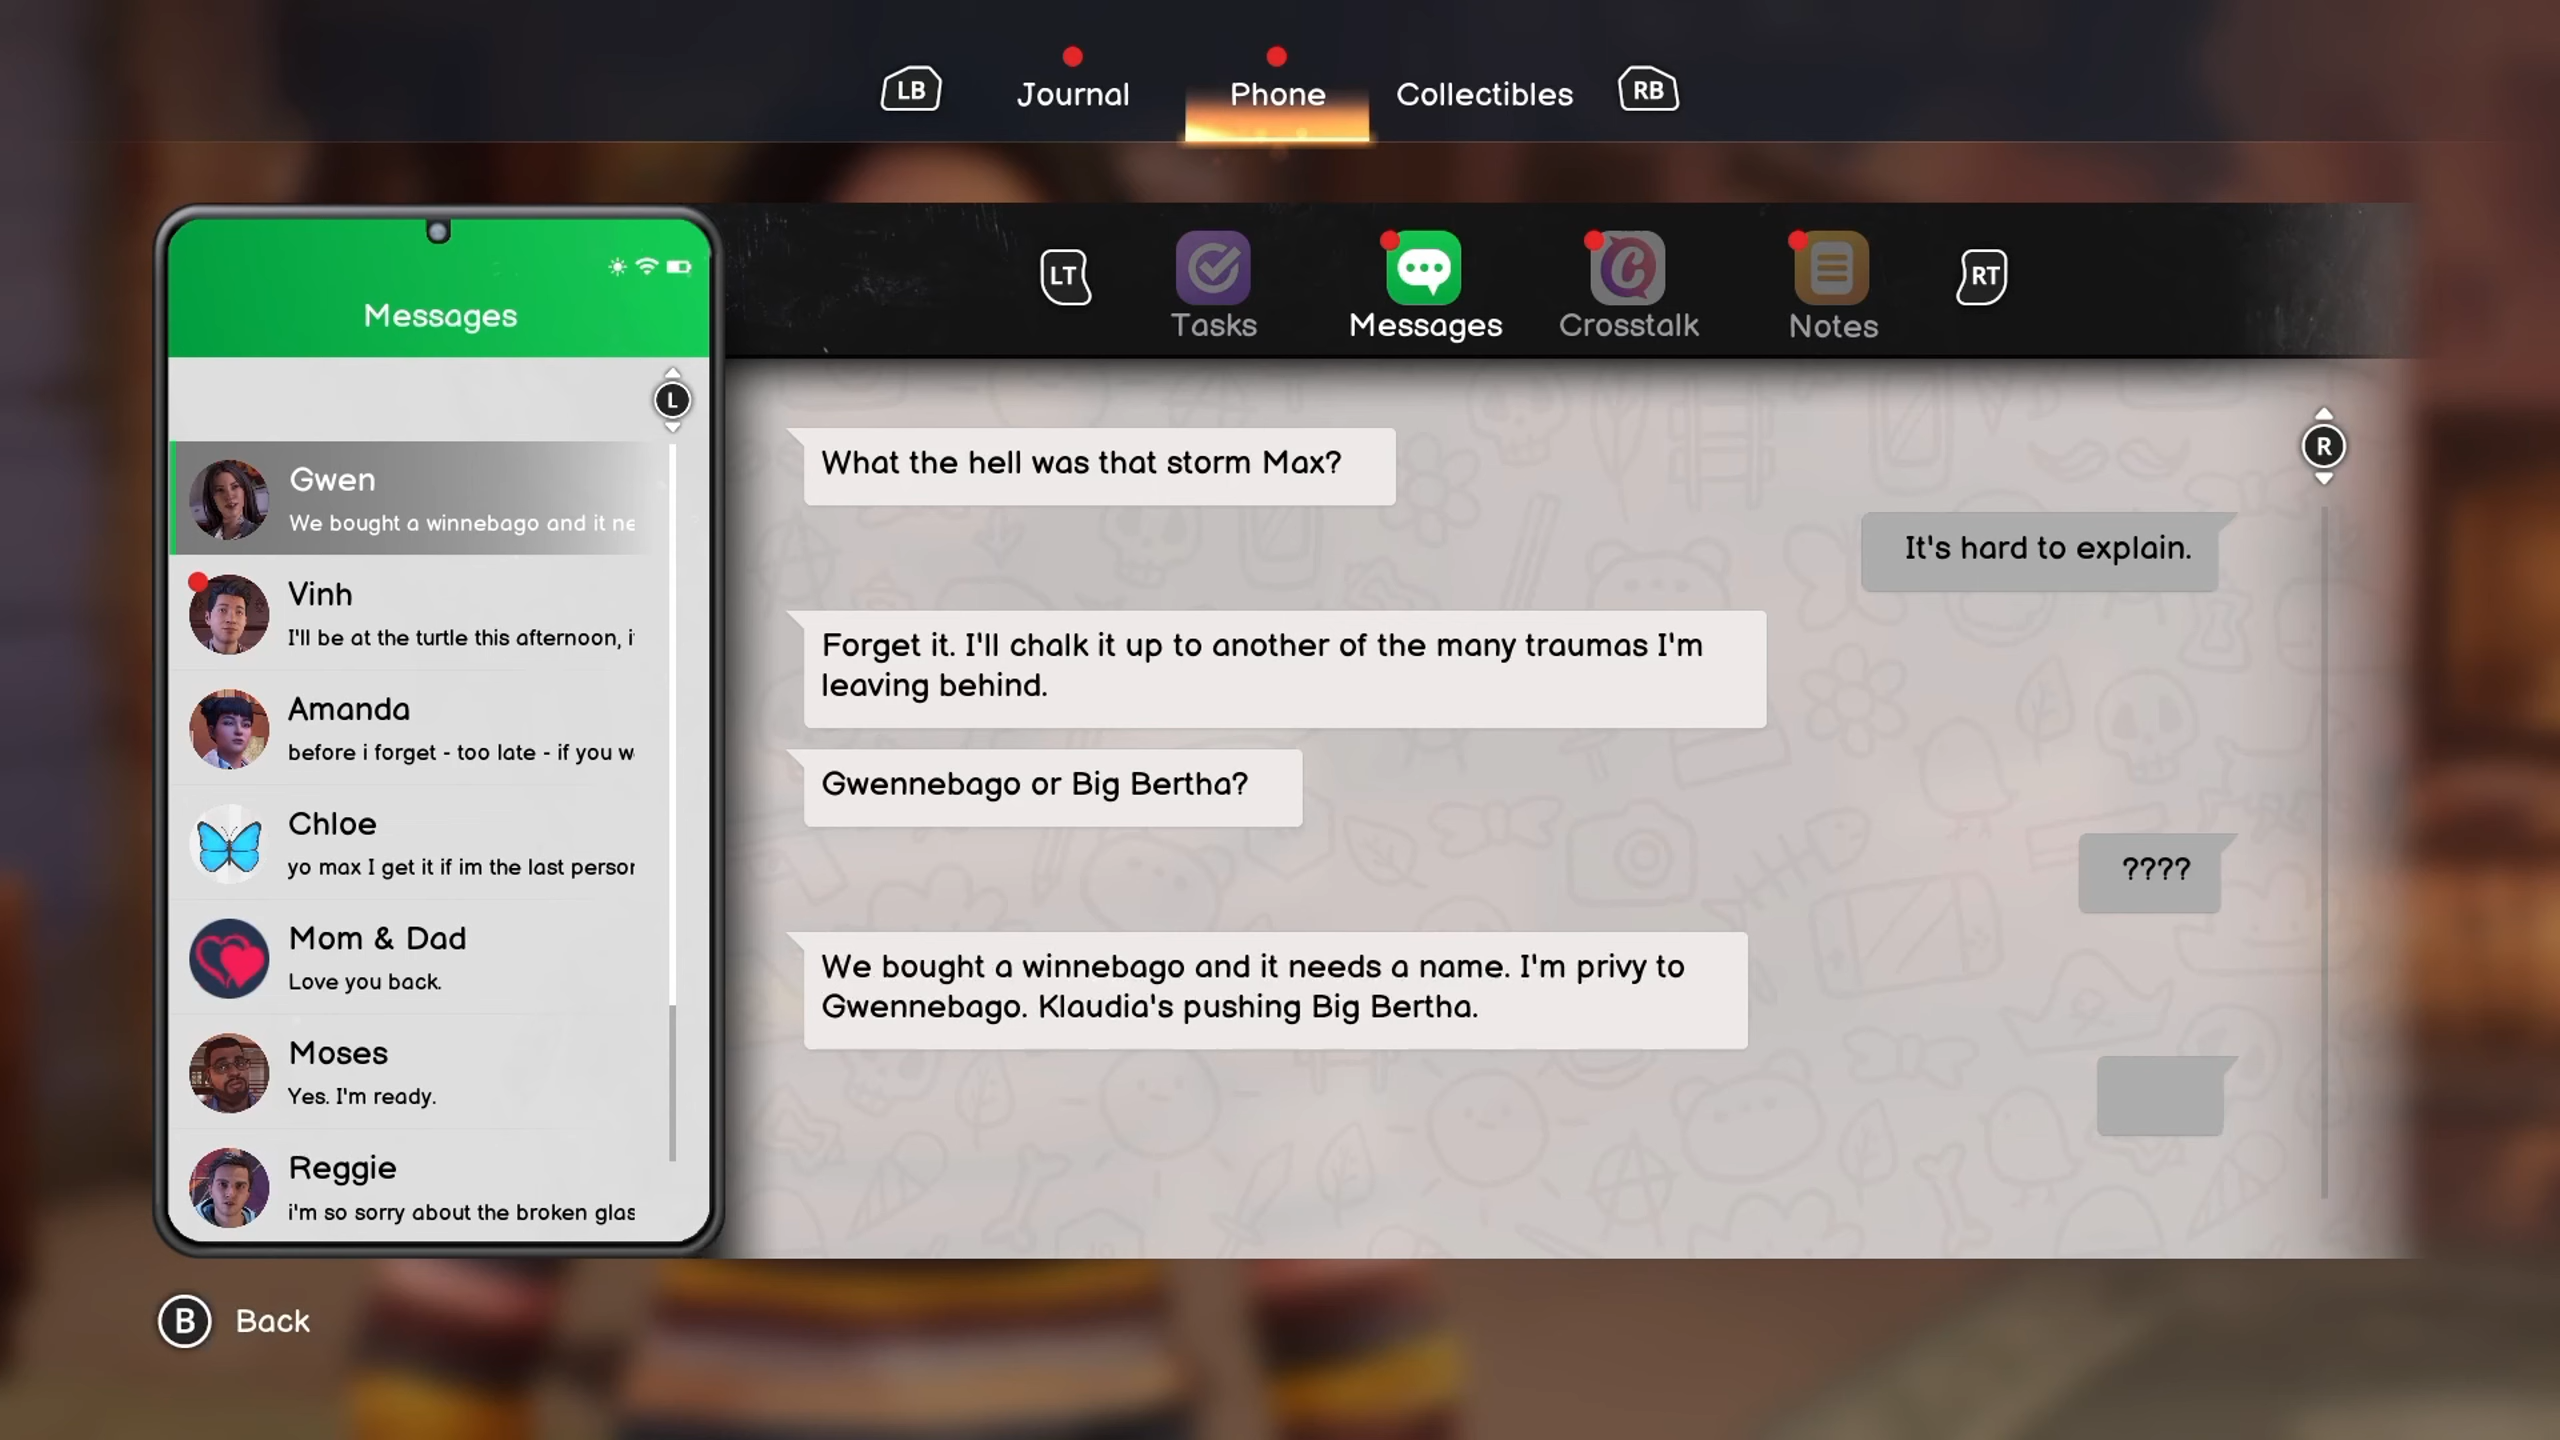 LB
Journal
Phone
Collectibles
RB
Messages
LT
Tasks
Messages
Crosstalk
Notes
RT
L
Gwen
We bought a winnebago and it ne
Vinh
I'll be at the turtle this afternoon, i
Amanda
before i forget - too late - if you w
Chloe
yo max I get it if im the last person
Mom & Dad
Love you back.
Moses
Yes. I'm ready.
Reggie
i'm so sorry about the broken glas
R
What the hell was that storm Max?
It's hard to explain.
Forget it. I'll chalk it up to another of the many traumas I'm
leaving behind.
Gwennebago or Big Bertha?
????
We bought a winnebago and it needs a name. I'm privy to
Gwennebago. Klaudia's pushing Big Bertha.
B Back